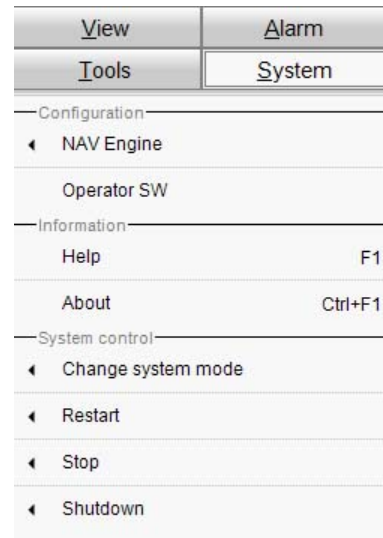 View Alarm
Tools System
Configuration
NAV Engine
Operator SW
Information
Help F1
About Ctrl+F1
System control
Change system mode
Restart
Stop
Shutdown